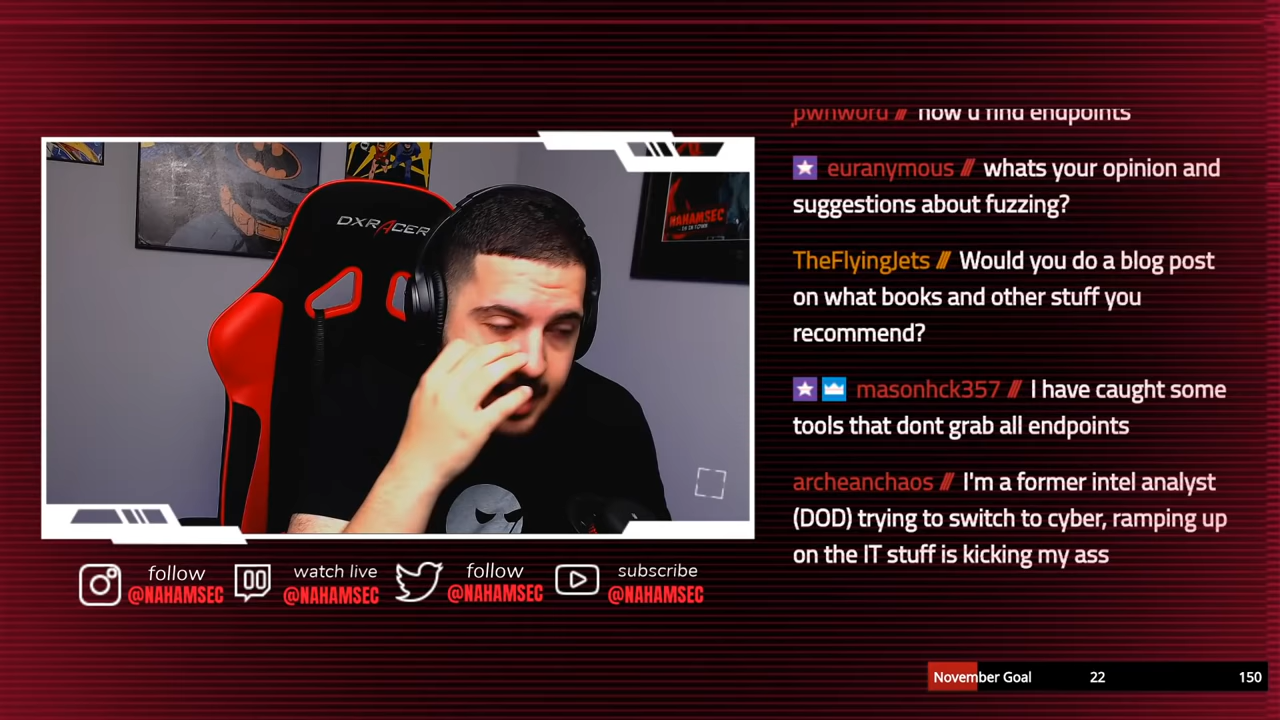 pwnword /// how u find endpoints
euranymous /// whats your opinion and
suggestions about fuzzing?
TheFlyingJets /// Would you do a blog post
on what books and other stuff you
recommend?
masonhck357 /// I have caught some
tools that dont grab all endpoints
archeanchaos /// I'm a former intel analyst
(DOD) trying to switch to cyber, ramping up
on the IT stuff is kicking my ass
DXRACER
NAHAMSEC
follow
@NAHAMSEC
watch live
@NAHAMSEC
follow
@NAHAMSEC
subscribe
@NAHAMSEC
November Goal 22 150